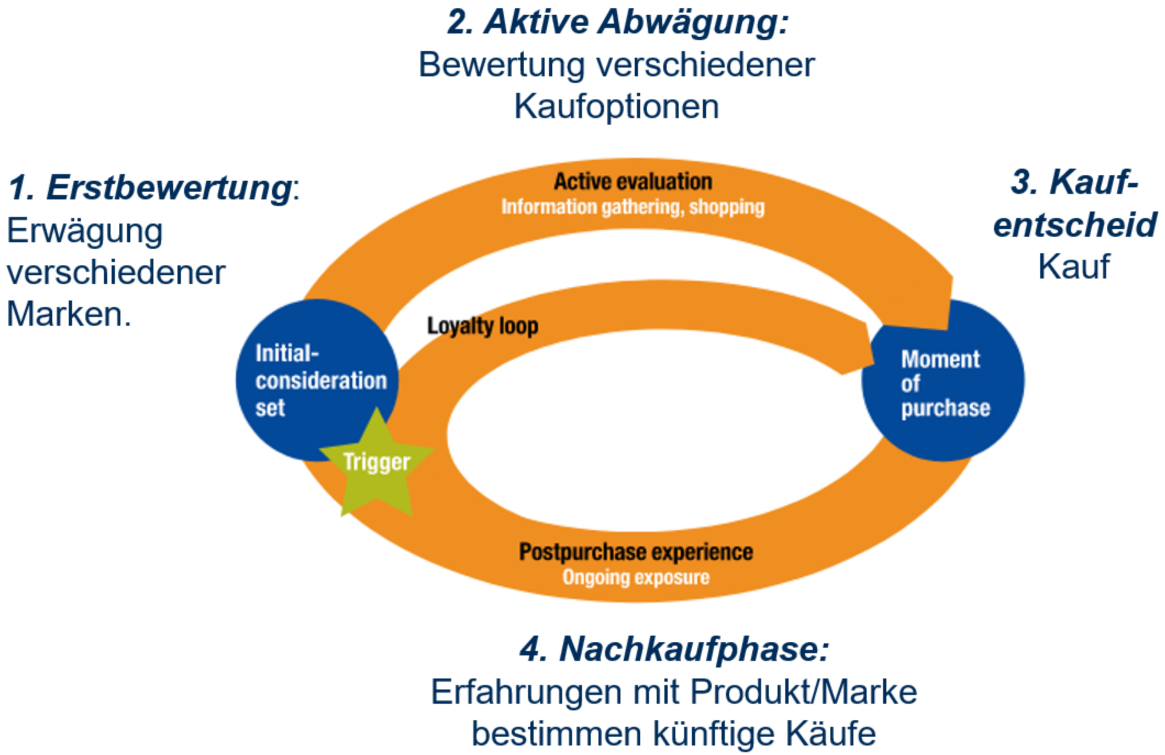 2. Aktive Abwägung:
Bewertung verschiedener
Kaufoptionen
1. Erstbewertung:
Erwägung
verschiedener
Marken.
Active evaluation
Information gathering, shopping
3. Kauf-
entscheid
Kauf
Loyalty loop
Initial-
consideration
set
Moment
of
purchase
Trigger
Postpurchase experience
Ongoing exposure
4. Nachkaufphase:
Erfahrungen mit Produkt/Marke
bestimmen künftige Käufe